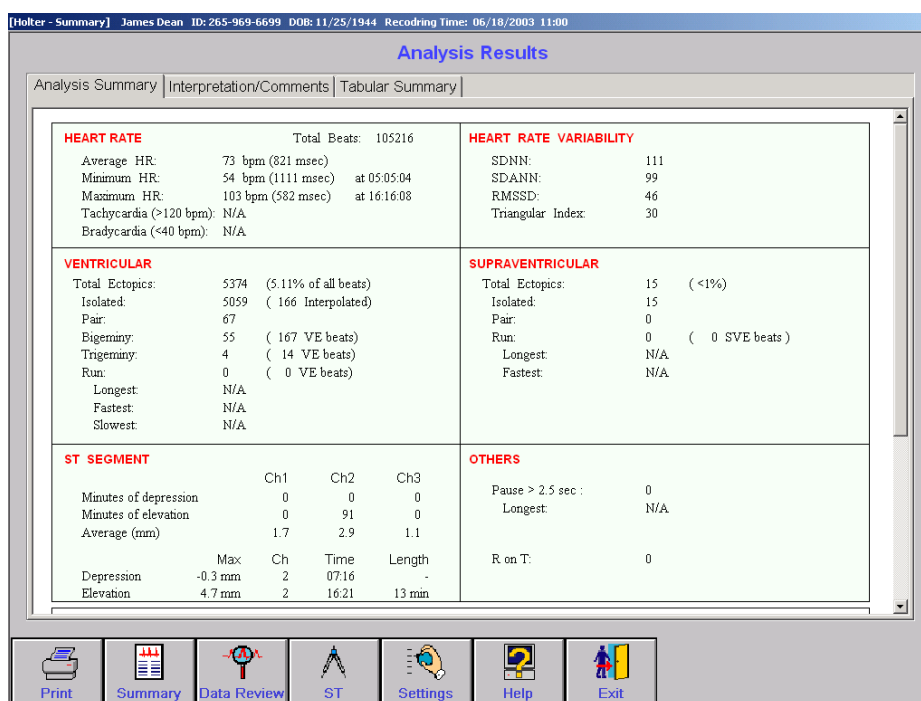 [Holter - Summary] James Dean ID: 265-969-6699 DOB: 11/25/1944 Recodring Time: 06/18/2003 11:00
Analysis Results
Analysis Summary Interpretation/Comments Tabular Summary
HEART RATE Total Beats: 105216
Average HR: 73 bpm (821 msec)
Minimum HR: 54 bpm (1111 msec) at 05:05:04
Maximum HR: 103 bpm (582 msec) at 16:16:08
Tachycardia (>120 bpm): N/A
Bradycardia (<40 bpm): N/A
HEART RATE VARIABILITY
SDNN: 111
SDANN: 99
RMSSD: 46
Triangular Index: 30
VENTRICULAR
Total Ectopics: 5374 (5.11% of all beats)
Isolated: 5059 ( 166 Interpolated)
Pair: 67
Bigeminy: 55 ( 167 VE beats)
Trigeminy: 4 ( 14 VE beats)
Run: 0 ( 0 VE beats)
Longest: N/A
Fastest: N/A
Slowest: N/A
SUPRAVENTRICULAR
Total Ectopics: 15 ( <1%)
Isolated: 15
Pair: 0
Run: 0 ( 0 SVE beats )
Longest: N/A
Fastest: N/A
ST SEGMENT
Ch1 Ch2 Ch3
Minutes of depression 0 0 0
Minutes of elevation 0 91 0
Average (mm) 1.7 2.9 1.1
Max Ch Time Length
Depression -0.3 mm 2 07:16 -
Elevation 4.7 mm 2 16:21 13 min
OTHERS
Pause > 2.5 sec : 0
Longest: N/A
R on T: 0
Print Summary Data Review ST Settings Help Exit